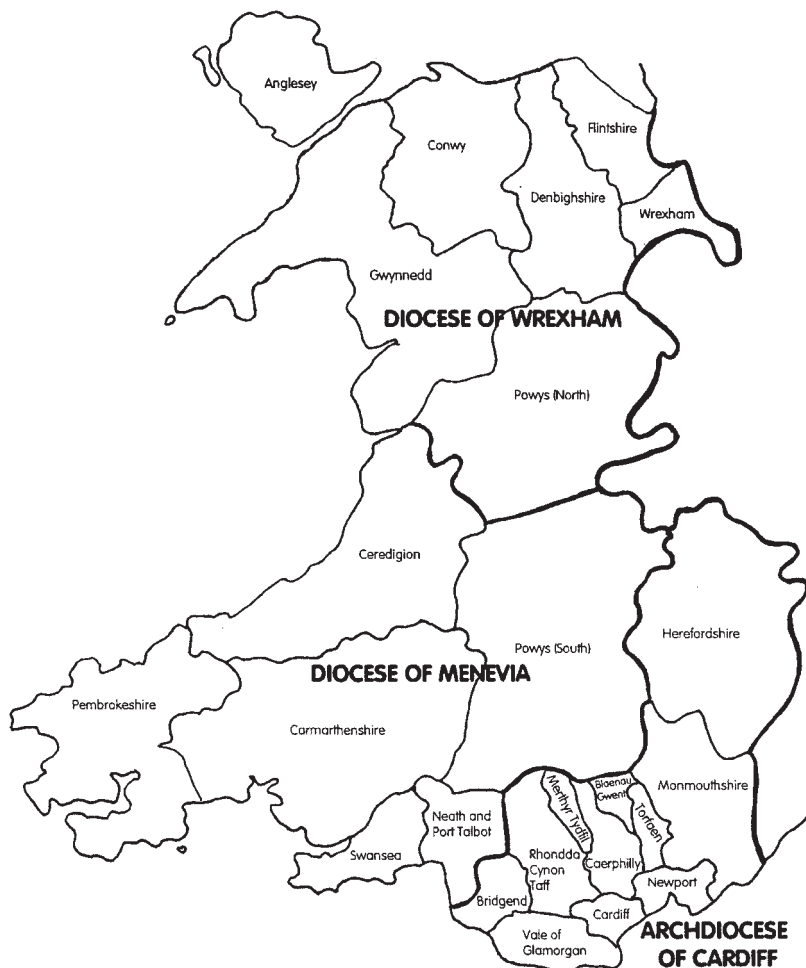 Anglesey
Conwy
Flintshire
Denbighshire
Wrexham
Gwynnedd
DIOCESE OF WREXHAM
Powys (North)
Ceredigion
Herefordshire
Powys (South)
DIOCESE OF MENEVIA
Pembrokeshire
Carmarthenshire
Monmouthshire
Blaenau
Gwent
Merthyr Tydfil
Torfaen
Neath and
Port Talbot
Swansea
Rhondda
Cynon
Taff
Caerphilly
Newport
Bridgend
Cardiff
Vale of
Glamorgan
ARCHDIOCESE
OF CARDIFF